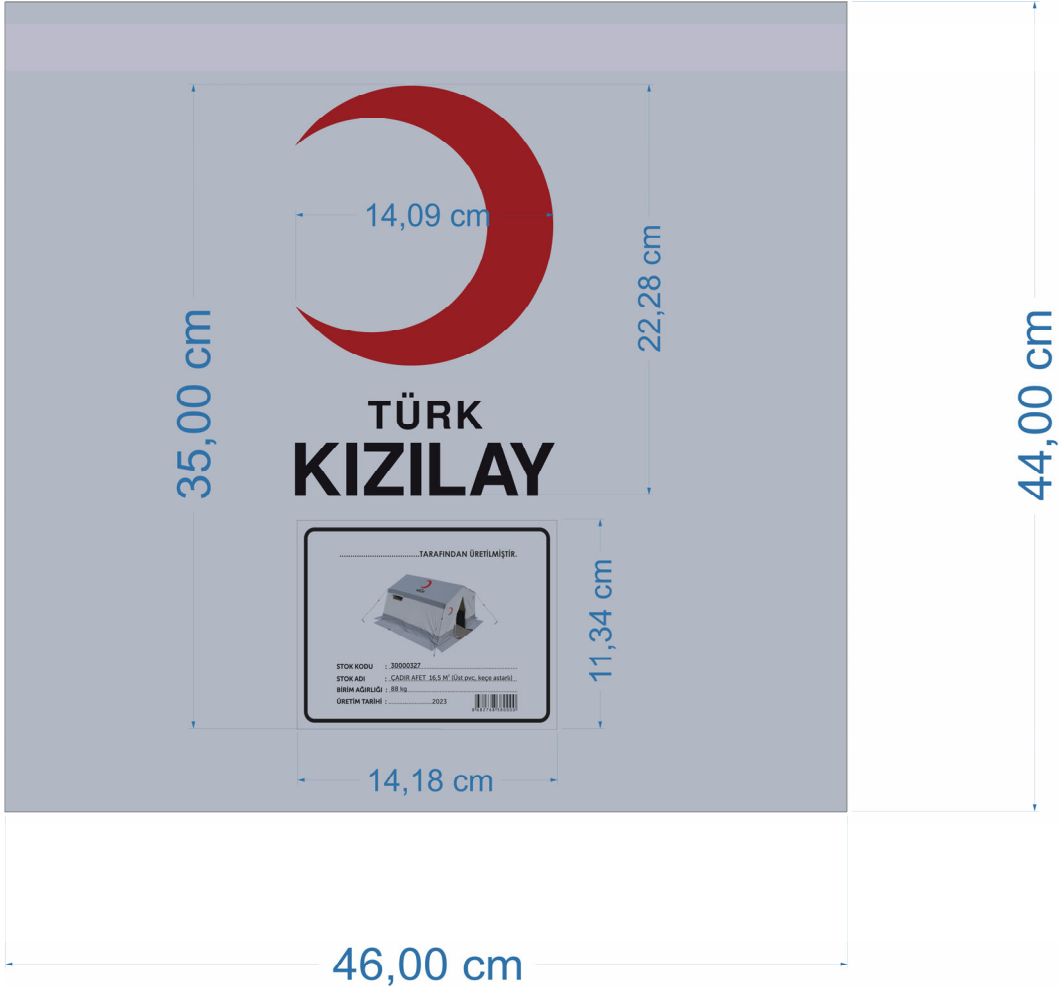 14,09 cm
22,28 cm
35,00 cm
44,00 cm
TÜRK
KIZILAY
..................................TARAFINDAN ÜRETİLMİŞTİR.
STOK KODU : 30000327
STOK ADI : ÇADIR AFET 16,5 M² (Üst pvc, keçe astarlı)
BİRİM AĞIRLIĞI : 88 kg
ÜRETİM TARİHİ : ..................2023
11,34 cm
14,18 cm
46,00 cm